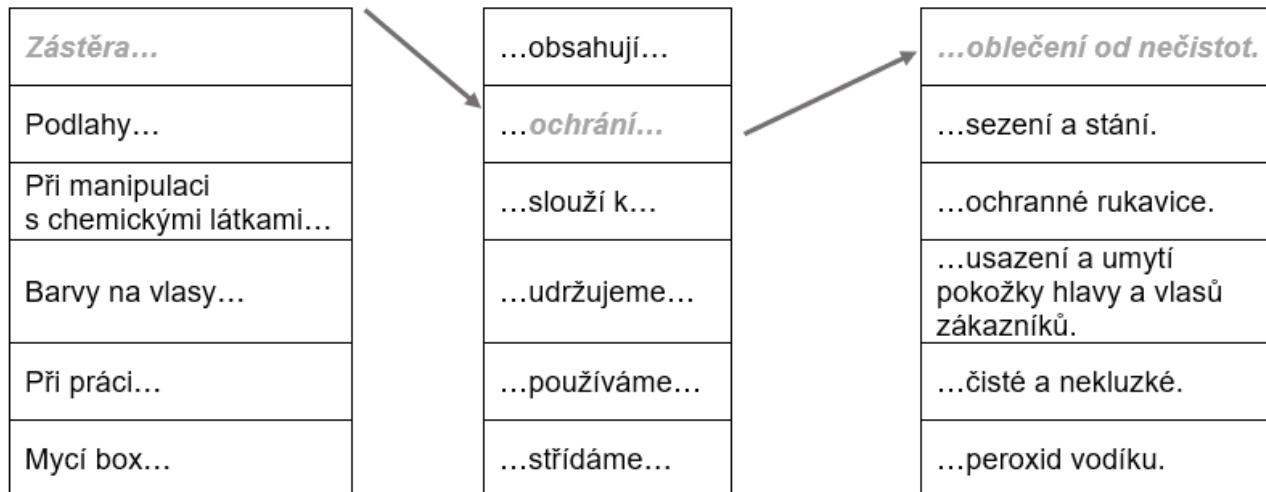 Zástěra…
…obsahují…
…oblečení od nečistot.
Podlahy…
…ochrání…
…sezení a stání.
Při manipulaci
s chemickými látkami…
…slouží k…
…ochranné rukavice.
Barvy na vlasy…
…udržujeme…
…usazení a umytí
pokožky hlavy a vlasů
zákazníků.
Při práci…
…používáme…
…čisté a nekluzké.
Mycí box…
…střídáme…
…peroxid vodíku.